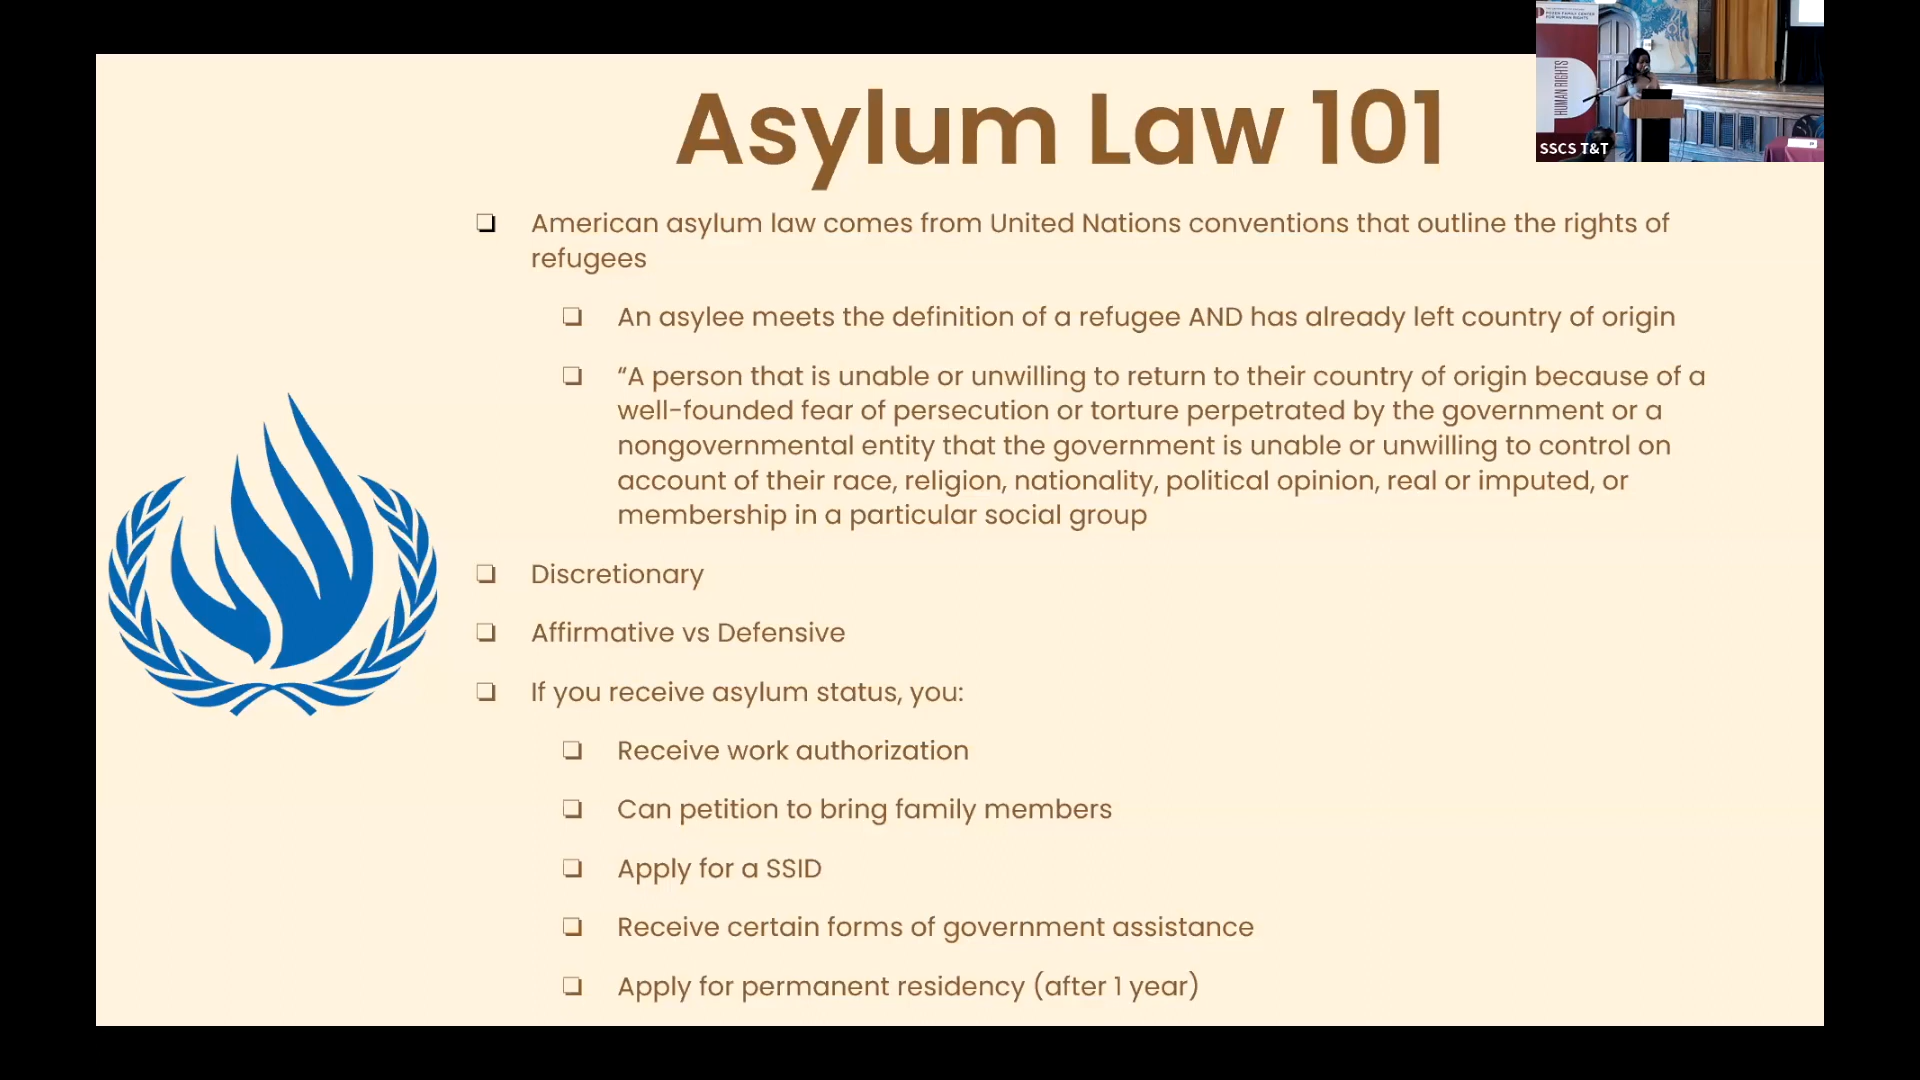 Asylum Law 101
American asylum law comes from United Nations conventions that outline the rights of
refugees
An asylee meets the definition of a refugee AND has already left country of origin
“A person that is unable or unwilling to return to their country of origin because of a
well-founded fear of persecution or torture perpetrated by the government or a
nongovernmental entity that the government is unable or unwilling to control on
account of their race, religion, nationality, political opinion, real or imputed, or
membership in a particular social group
Discretionary
Affirmative vs Defensive
If you receive asylum status, you:
Receive work authorization
Can petition to bring family members
Apply for a SSID
Receive certain forms of government assistance
Apply for permanent residency (after 1 year)
HUMAN RIGHTS
SSCS T&T